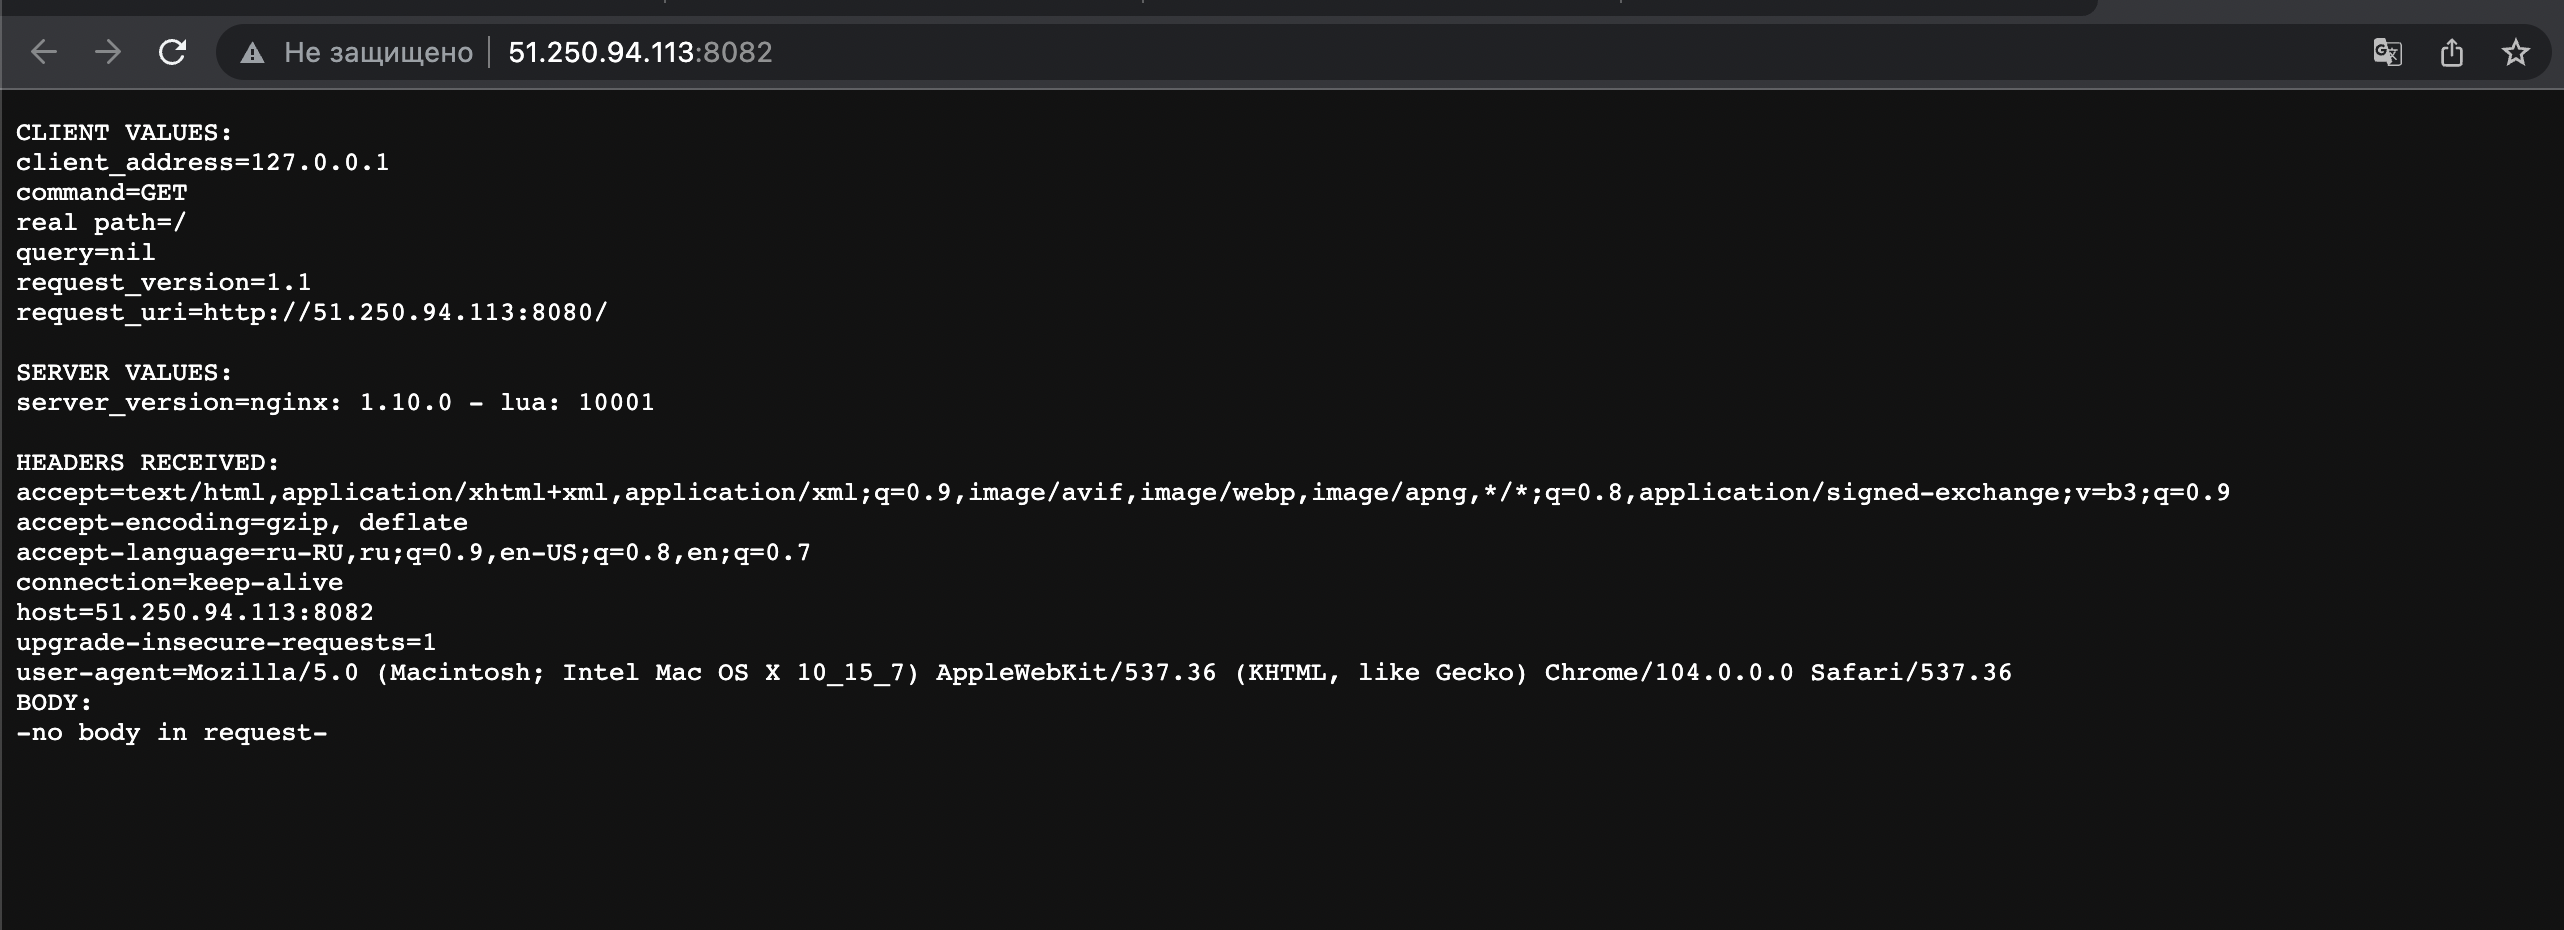 Не защищено 51.250.94.113:8082
CLIENT VALUES:
client_address=127.0.0.1
command=GET
real path=/
query=nil
request_version=1.1
request_uri=http://51.250.94.113:8080/
SERVER VALUES:
server_version=nginx: 1.10.0 - lua: 10001
HEADERS RECEIVED:
accept=text/html,application/xhtml+xml,application/xml;q=0.9,image/avif,image/webp,image/apng,*/*;q=0.8,application/signed-exchange;v=b3;q=0.9
accept-encoding=gzip, deflate
accept-language=ru-RU,ru;q=0.9,en-US;q=0.8,en;q=0.7
connection=keep-alive
host=51.250.94.113:8082
upgrade-insecure-requests=1
user-agent=Mozilla/5.0 (Macintosh; Intel Mac OS X 10_15_7) AppleWebKit/537.36 (KHTML, like Gecko) Chrome/104.0.0.0 Safari/537.36
BODY:
-no body in request-